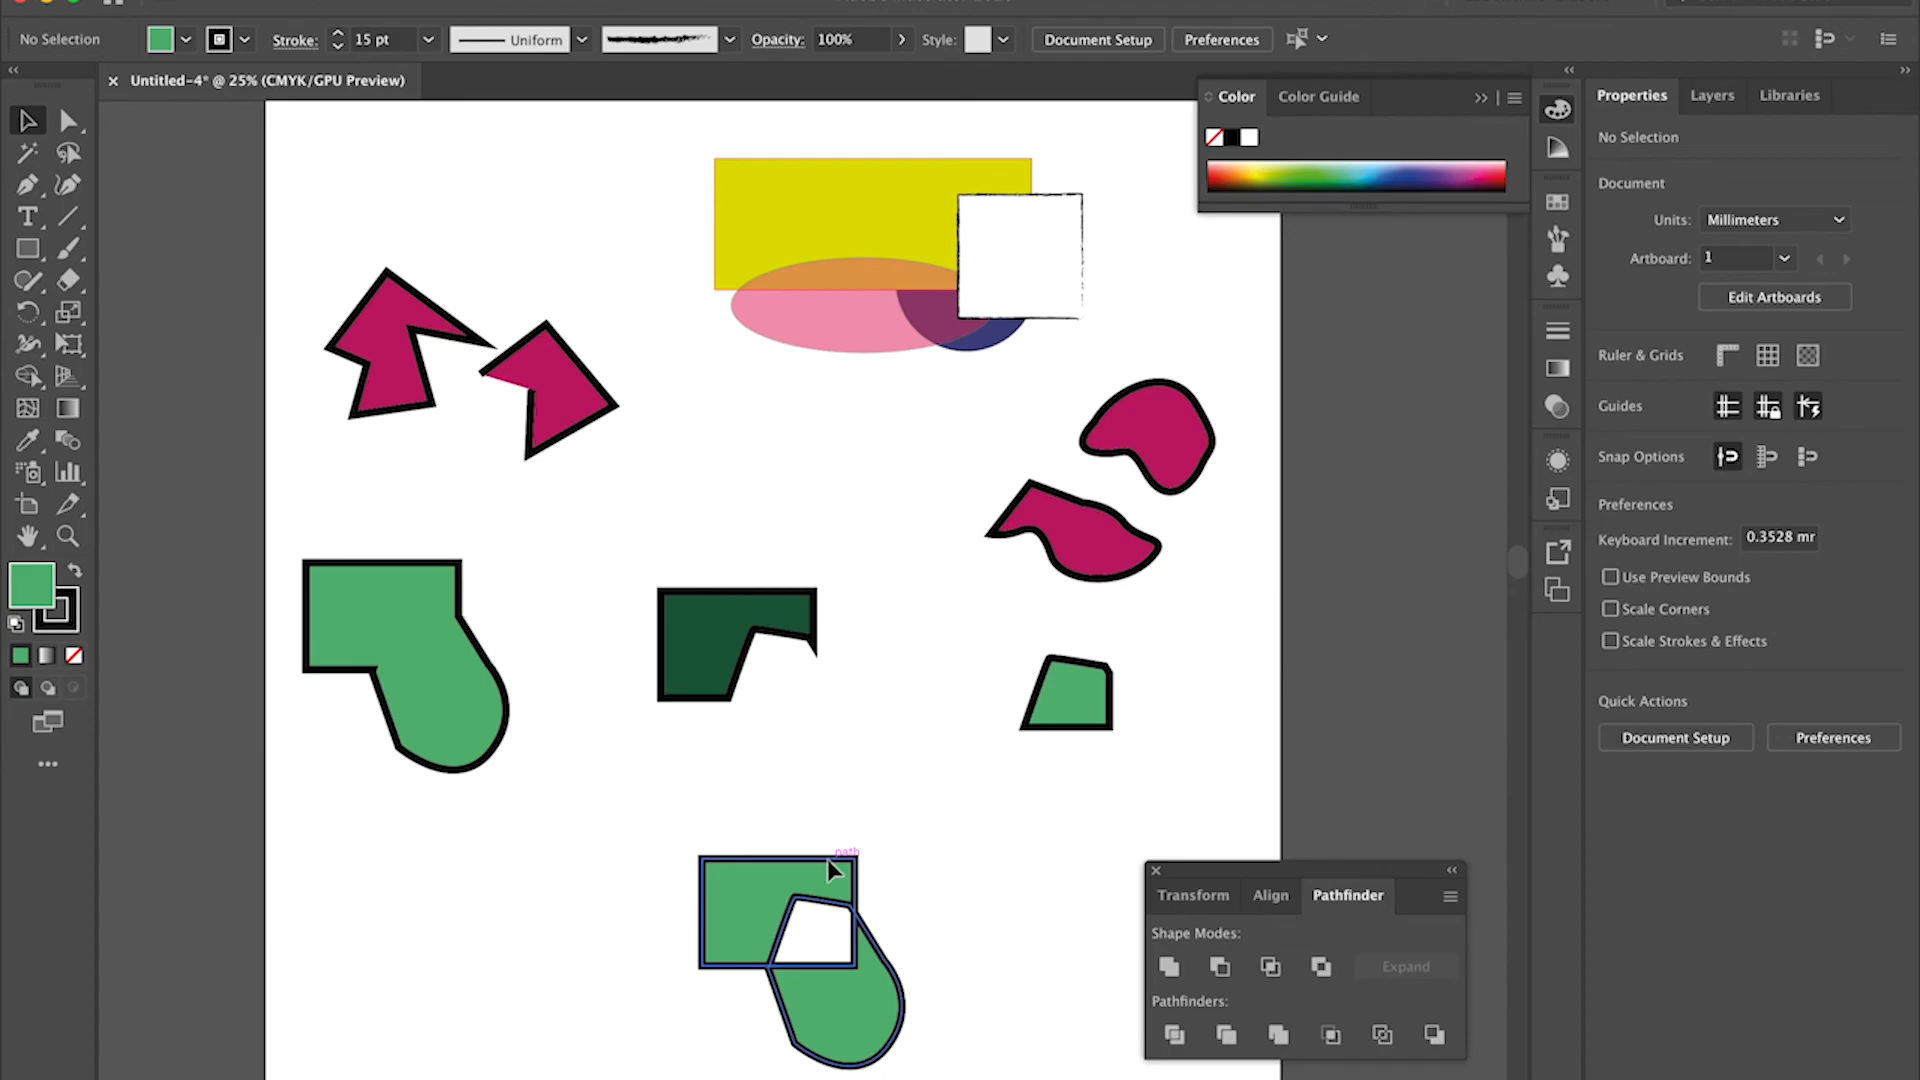 No Selection
Stroke: 15 pt
Uniform
Opacity: 100%
Style:
Document Setup
Preferences
× Untitled-4* @ 25% (CMYK/GPU Preview)
Color
Color Guide
Properties
Layers
Libraries
No Selection
Document
Units: Millimeters
Artboard: 1
Edit Artboards
Ruler & Grids
Guides
Snap Options
Preferences
Keyboard Increment: 0.3528 mr
Use Preview Bounds
Scale Corners
Scale Strokes & Effects
Quick Actions
Document Setup
Preferences
path
Transform
Align
Pathfinder
Shape Modes:
Expand
Pathfinders: